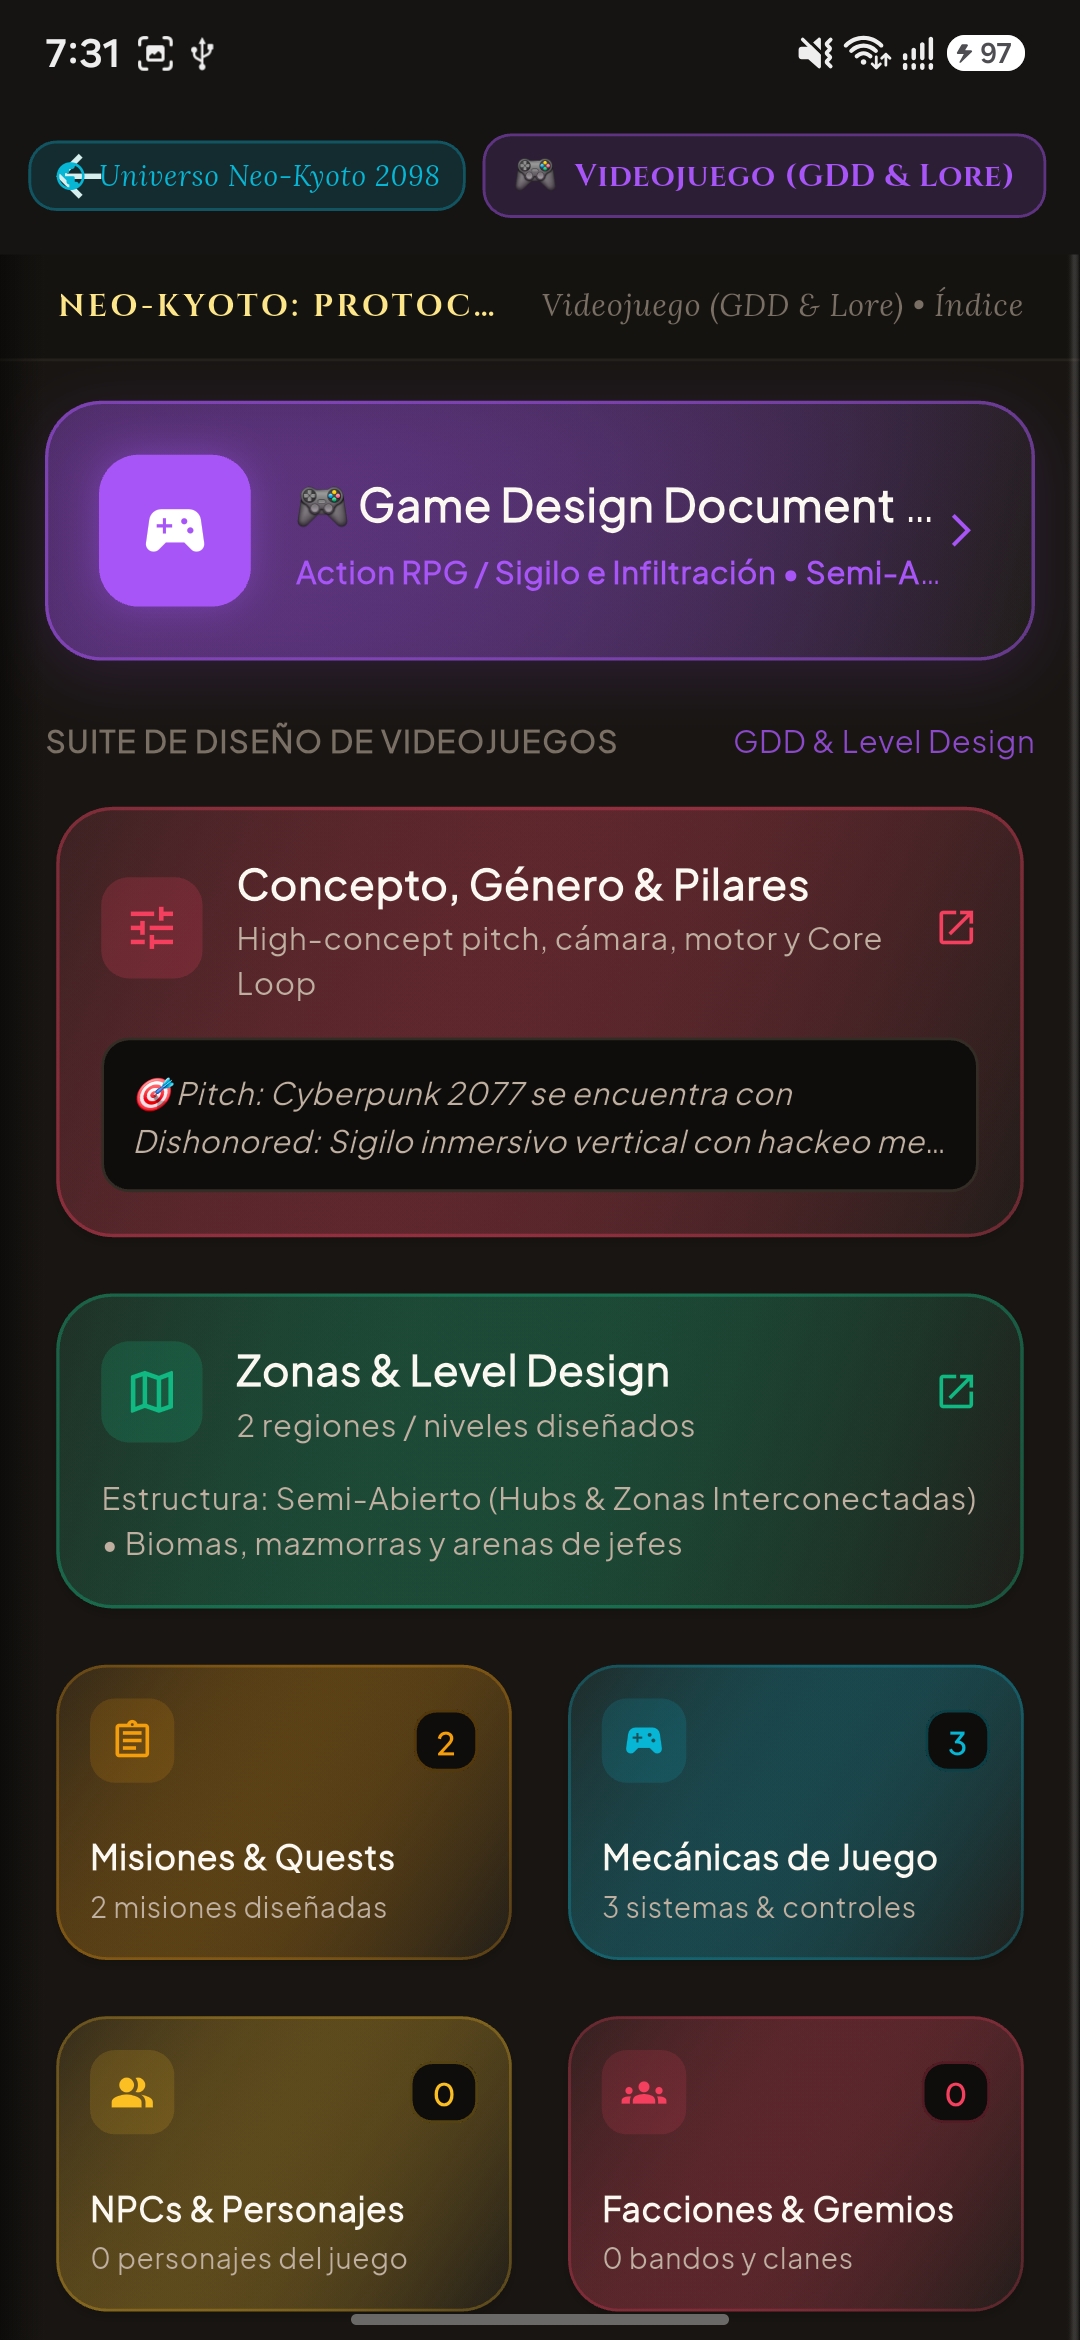 7:31
97
Universo Neo-Kyoto 2098
🎮 Videojuego (GDD & Lore)
NEO-KYOTO: PROTOC…
Videojuego (GDD & Lore) • Índice
🎮 Game Design Document …
Action RPG / Sigilo e Infiltración • Semi-A…
SUITE DE DISEÑO DE VIDEOJUEGOS
GDD & Level Design
Concepto, Género & Pilares
High-concept pitch, cámara, motor y Core
Loop
🎯 Pitch: Cyberpunk 2077 se encuentra con
Dishonored: Sigilo inmersivo vertical con hackeo me…
Zonas & Level Design
2 regiones / niveles diseñados
Estructura: Semi-Abierto (Hubs & Zonas Interconectadas)
• Biomas, mazmorras y arenas de jefes
2
Misiones & Quests
2 misiones diseñadas
3
Mecánicas de Juego
3 sistemas & controles
0
NPCs & Personajes
0 personajes del juego
0
Facciones & Gremios
0 bandos y clanes